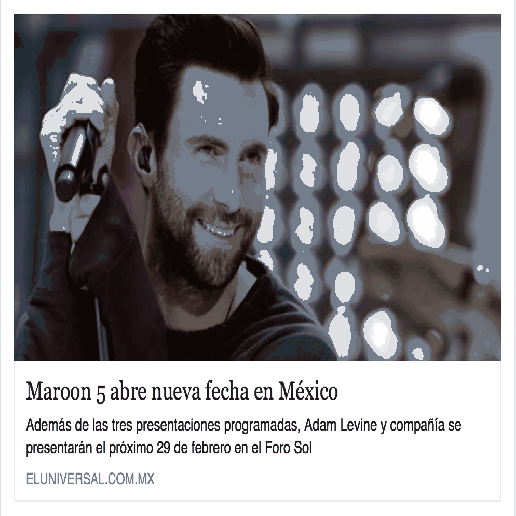 Maroon 5 abre nueva fecha en México
Además de las tres presentaciones programadas, Adam Levine y compañía se
presentarán el próximo 29 de febrero en el Foro Sol
ELUNIVERSAL.COM.MX